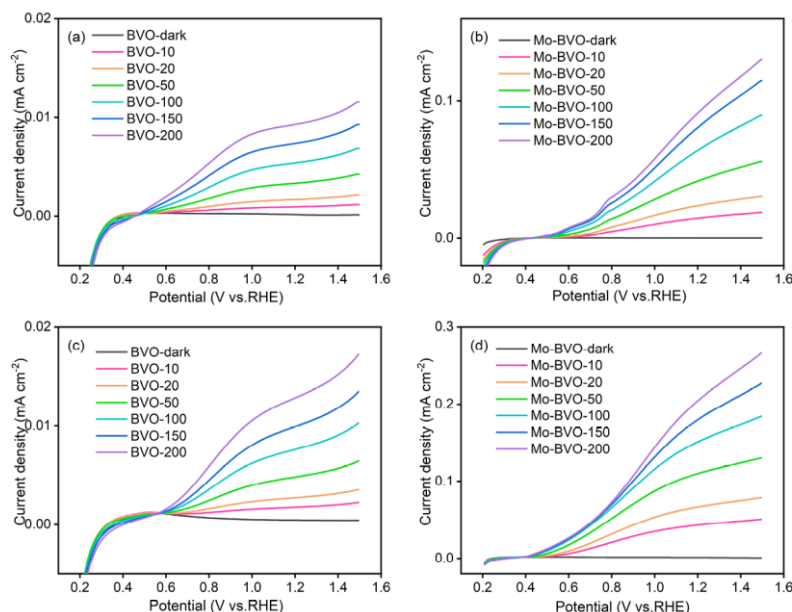 (a)
BVO-dark
BVO-10
BVO-20
BVO-50
BVO-100
BVO-150
BVO-200
0.02
0.01
0.00
Current density (mA cm⁻²)
0.2 0.4 0.6 0.8 1.0 1.2 1.4 1.6
Potential (V vs.RHE)
(b)
Mo-BVO-dark
Mo-BVO-10
Mo-BVO-20
Mo-BVO-50
Mo-BVO-100
Mo-BVO-150
Mo-BVO-200
0.1
0.0
Current density (mA cm⁻²)
0.2 0.4 0.6 0.8 1.0 1.2 1.4 1.6
Potential (V vs.RHE)
(c)
BVO-dark
BVO-10
BVO-20
BVO-50
BVO-100
BVO-150
BVO-200
0.02
0.01
0.00
Current density (mA cm⁻²)
0.2 0.4 0.6 0.8 1.0 1.2 1.4 1.6
Potential (V vs.RHE)
(d)
Mo-BVO-dark
Mo-BVO-10
Mo-BVO-20
Mo-BVO-50
Mo-BVO-100
Mo-BVO-150
Mo-BVO-200
0.3
0.2
0.1
0.0
Current density (mA cm⁻²)
0.2 0.4 0.6 0.8 1.0 1.2 1.4 1.6
Potential (V vs.RHE)